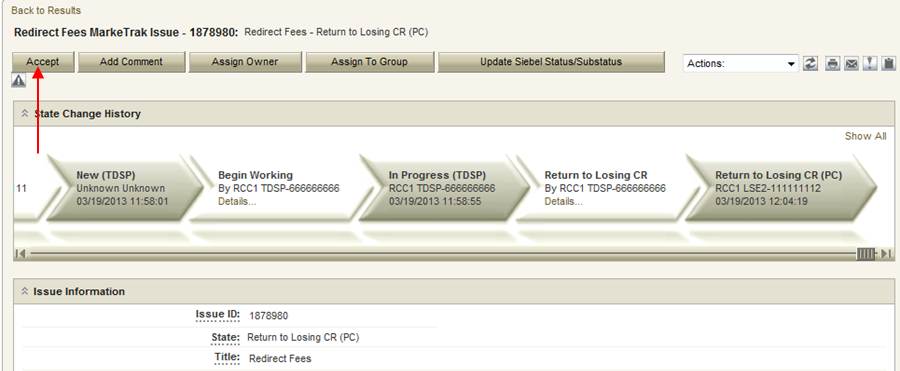 Back to Results
Redirect Fees MarkeTrak Issue - 1878980: Redirect Fees - Return to Losing CR (PC)
Accept Add Comment Assign Owner Assign To Group Update Siebel Status/Substatus Actions:
State Change History
Show All
11
New (TDSP)
Unknown Unknown
03/19/2013 11:58:01
Begin Working
By RCC1 TDSP-666666666
Details...
In Progress (TDSP)
RCC1 TDSP-666666666
03/19/2013 11:58:55
Return to Losing CR
By RCC1 TDSP-666666666
Details...
Return to Losing CR (PC)
RCC1 LSE2-111111112
03/19/2013 12:04:19
Issue Information
Issue ID: 1878980
State: Return to Losing CR (PC)
Title: Redirect Fees